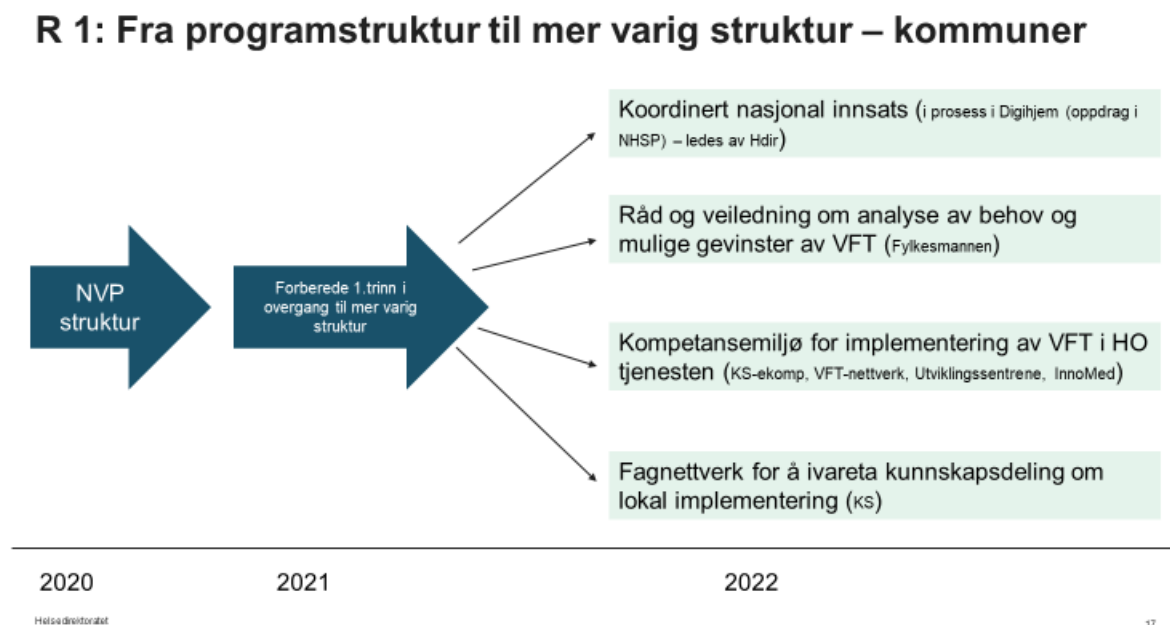 R 1: Fra programstruktur til mer varig struktur – kommuner
Koordinert nasjonal innsats (i prosess i Digihjem (oppdrag i
NHSP) – ledes av Hdir)
Råd og veiledning om analyse av behov og
mulige gevinster av VFT (Fylkesmannen)
NVP
struktur
Forberede 1.trinn i
overgang til mer varig
struktur
Kompetansemiljø for implementering av VFT i HO
tjenesten (KS-ekomp, VFT-nettverk, Utviklingssentrene, InnoMed)
Fagnettverk for å ivareta kunnskapsdeling om
lokal implementering (KS)
2020
2021
2022
Helsedirektoratet
17